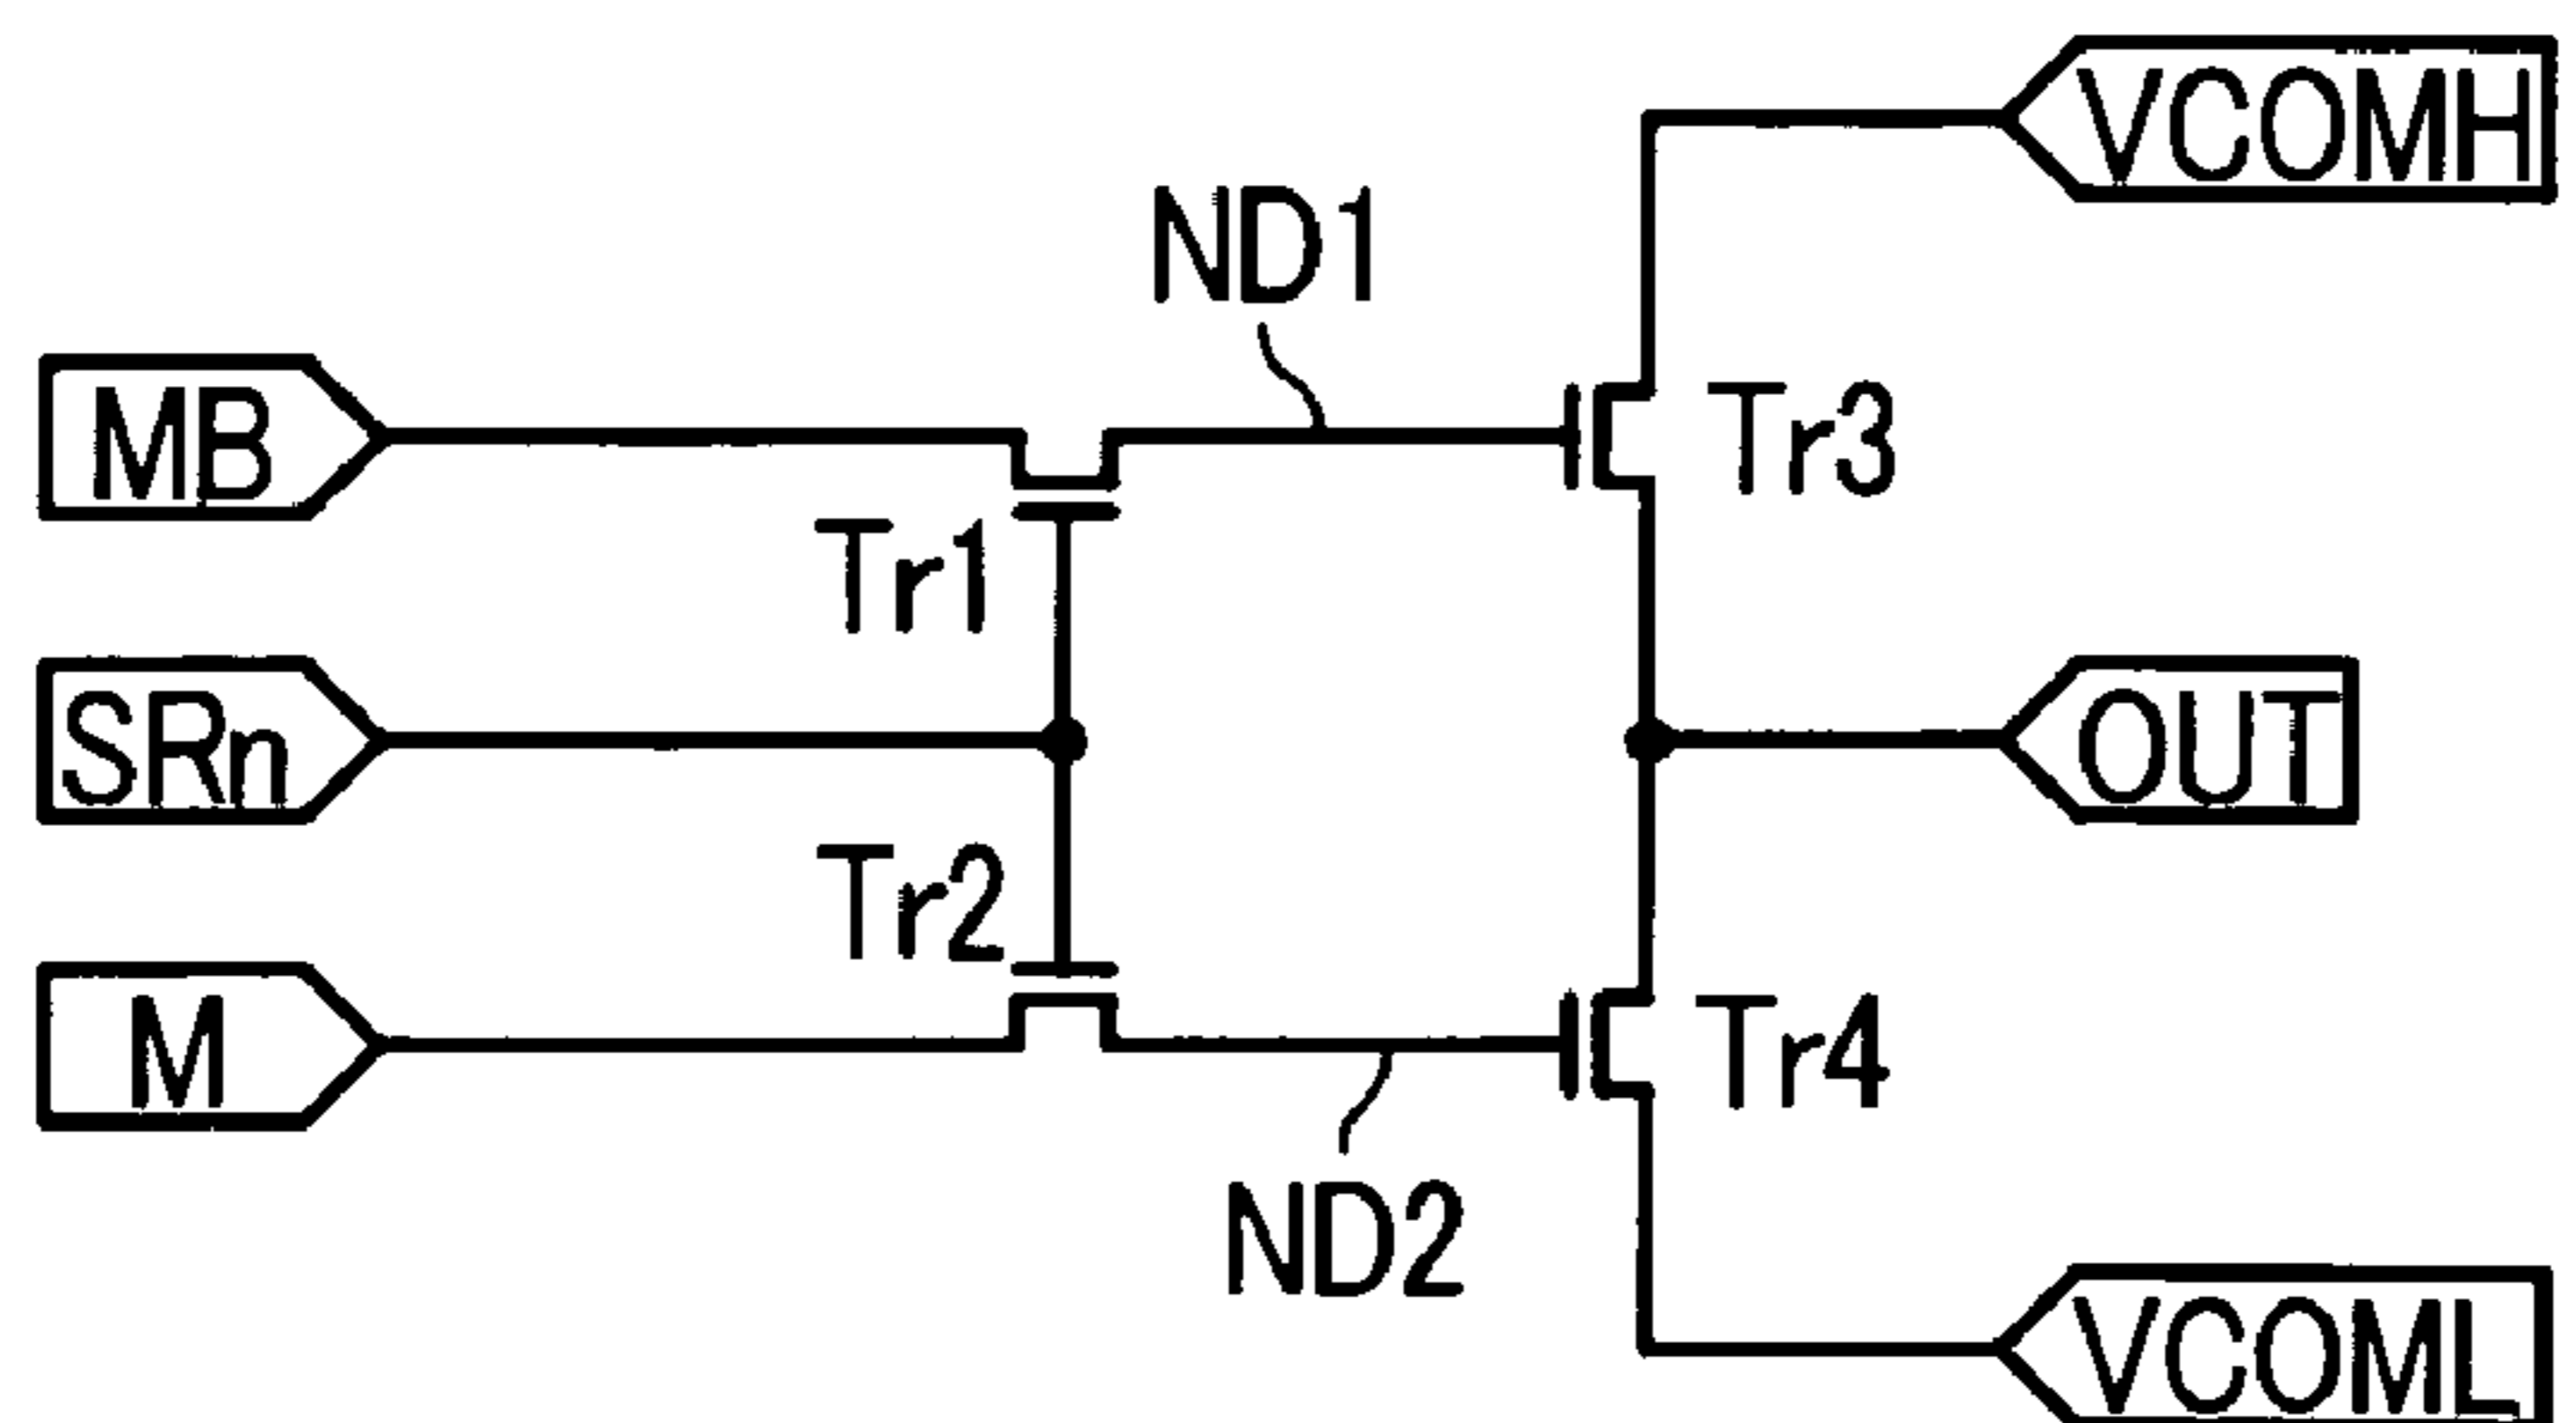 VCOMH
ND1
MB
Tr3
Tr1
SRn
OUT
Tr2
M
Tr4
ND2
VCOML